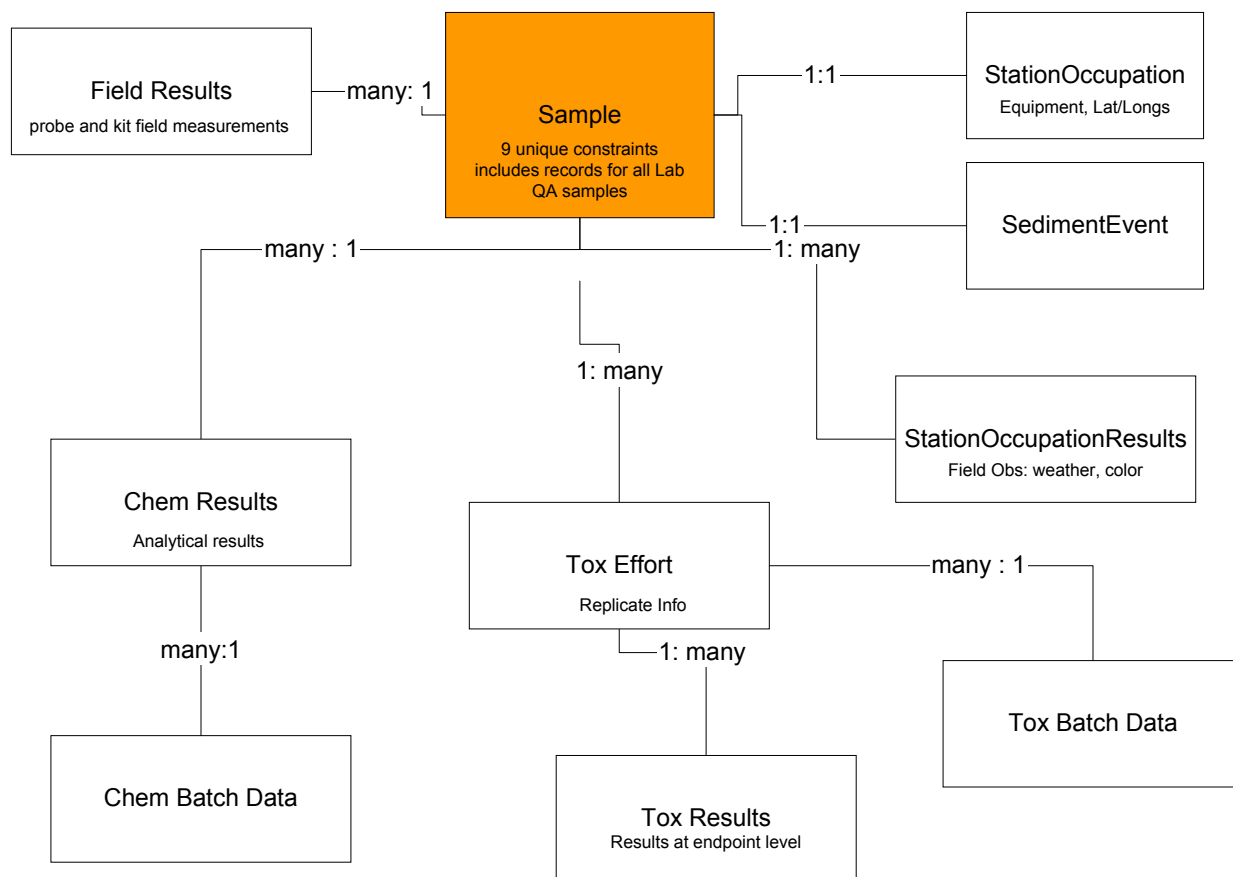 Field Results
probe and kit field measurements
many: 1
Sample
9 unique constraints
includes records for all Lab
QA samples
1:1
StationOccupation
Equipment, Lat/Longs
1:1
SedimentEvent
many : 1
1: many
1: many
StationOccupationResults
Field Obs: weather, color
Chem Results
Analytical results
Tox Effort
Replicate Info
many : 1
many:1
1: many
Tox Batch Data
Chem Batch Data
Tox Results
Results at endpoint level